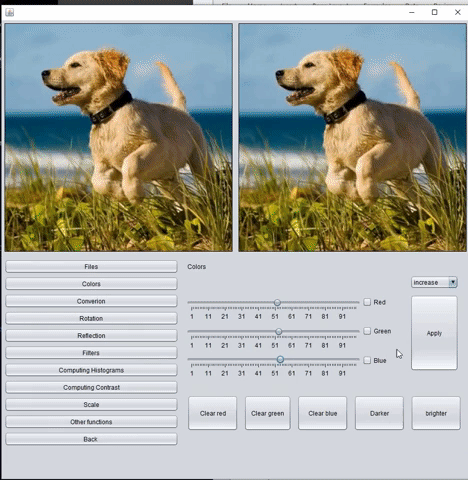 Files
Colors
Colors
increase
Converion
1 11 21 31 41 51 61 71 81 91
Red
Rotation
1 11 21 31 41 51 61 71 81 91
Green
Apply
Reflection
Filters
1 11 21 31 41 51 61 71 81 91
Blue
Computing Histograms
Computing Contrast
Scale
Clear red
Clear green
Clear blue
Darker
brighter
Other functions
Back